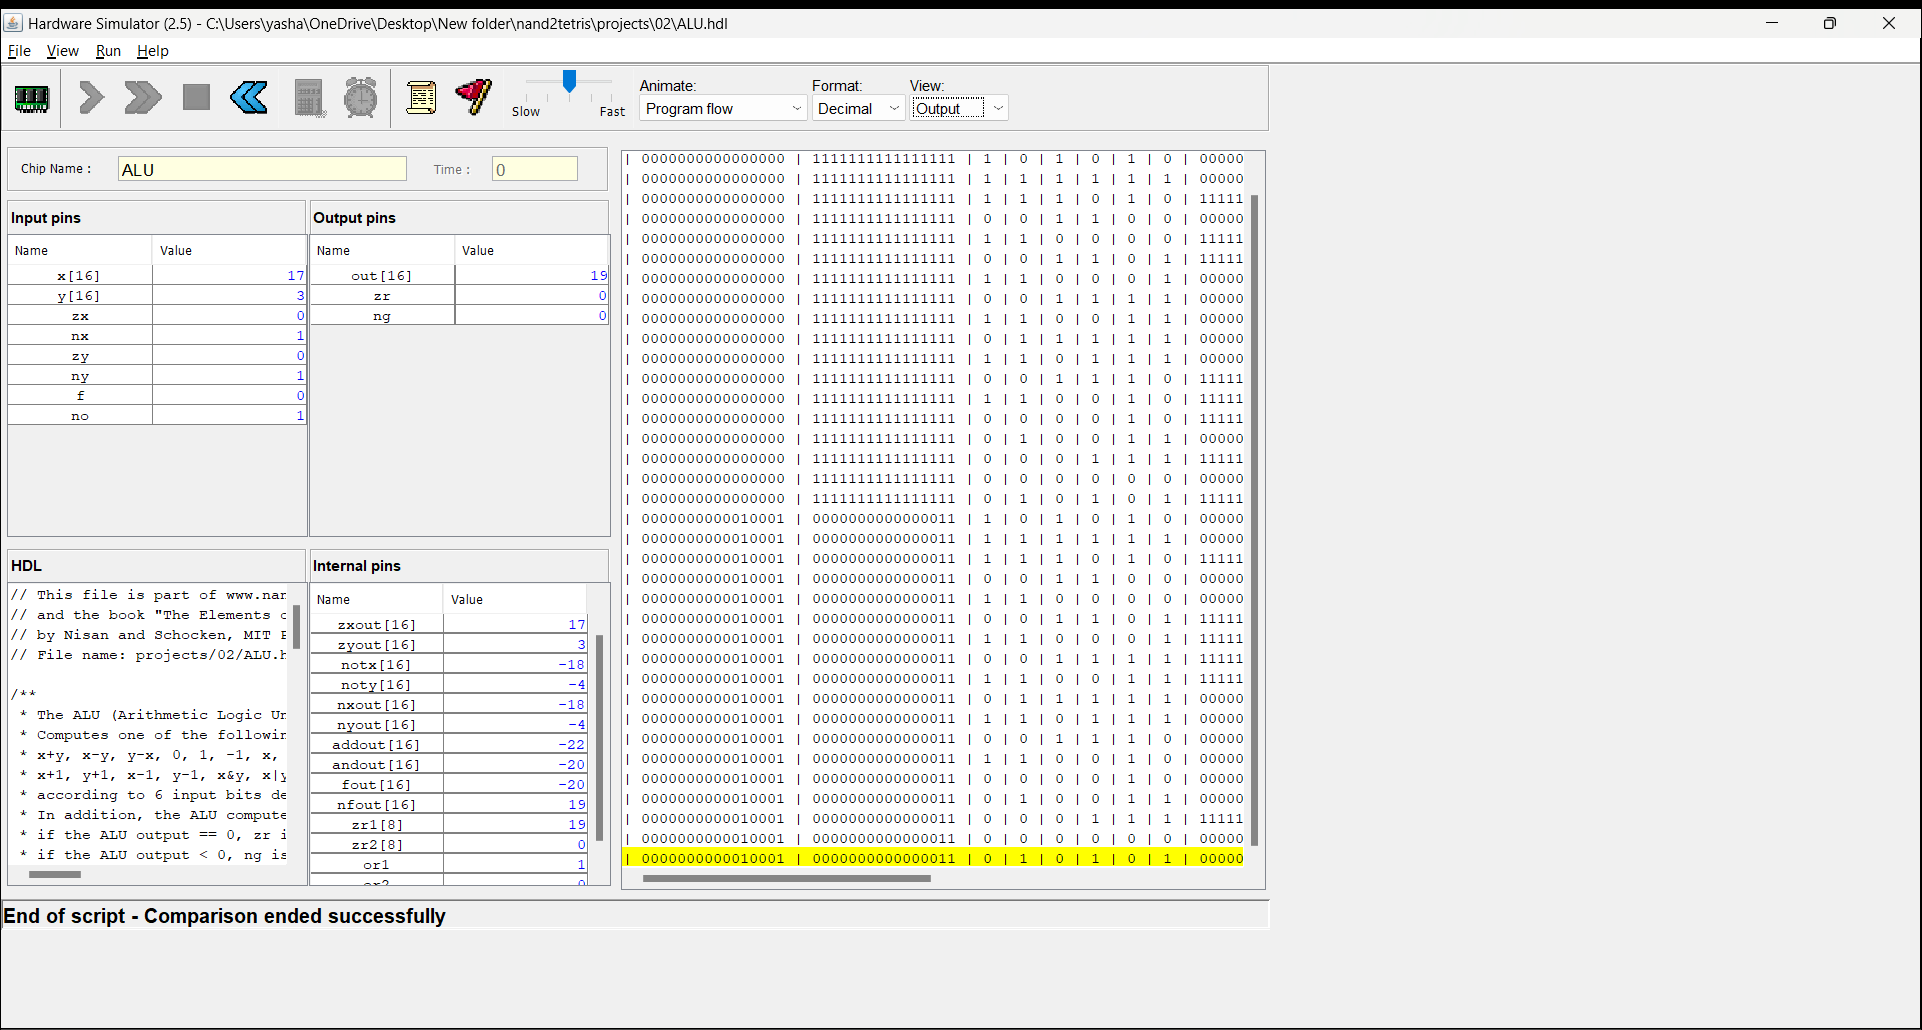 Hardware Simulator (2.5) - C:\Users\yasha\OneDrive\Desktop\New folder\nand2tetris\projects\02\ALU.hdl
File View Run Help
Slow Fast
Animate: Format: View:
Program flow Decimal Output
Chip Name : ALU Time : 0
Input pins
Name Value
x[16] 17
y[16] 3
zx 0
nx 1
zy 0
ny 1
f 0
no 1
Output pins
Name Value
out[16] 19
zr 0
ng 0
HDL
// This file is part of www.nan
// and the book "The Elements o
// by Nisan and Schocken, MIT P
// File name: projects/02/ALU.h
/**
* The ALU (Arithmetic Logic Un
* Computes one of the followin
* x+y, x-y, y-x, 0, 1, -1, x,
* x+1, y+1, x-1, y-1, x&y, x|y
* according to 6 input bits de
* In addition, the ALU compute
* if the ALU output == 0, zr i
* if the ALU output < 0, ng is
Internal pins
Name Value
zxout[16] 17
zyout[16] 3
notx[16] -18
noty[16] -4
nxout[16] -18
nyout[16] -4
addout[16] -22
andout[16] -20
fout[16] -20
nfout[16] 19
zr1[8] 19
zr2[8] 0
or1 1
or2 0
| 0000000000000000 | 1111111111111111 | 1 | 0 | 1 | 0 | 1 | 0 | 00000
| 0000000000000000 | 1111111111111111 | 1 | 1 | 1 | 1 | 1 | 1 | 00000
| 0000000000000000 | 1111111111111111 | 1 | 1 | 1 | 0 | 1 | 0 | 11111
| 0000000000000000 | 1111111111111111 | 0 | 0 | 1 | 1 | 0 | 0 | 00000
| 0000000000000000 | 1111111111111111 | 1 | 1 | 0 | 0 | 0 | 0 | 11111
| 0000000000000000 | 1111111111111111 | 0 | 0 | 1 | 1 | 0 | 1 | 11111
| 0000000000000000 | 1111111111111111 | 1 | 1 | 0 | 0 | 0 | 1 | 00000
| 0000000000000000 | 1111111111111111 | 0 | 0 | 1 | 1 | 1 | 1 | 00000
| 0000000000000000 | 1111111111111111 | 1 | 1 | 0 | 0 | 1 | 1 | 00000
| 0000000000000000 | 1111111111111111 | 0 | 1 | 1 | 1 | 1 | 1 | 00000
| 0000000000000000 | 1111111111111111 | 1 | 1 | 0 | 1 | 1 | 1 | 00000
| 0000000000000000 | 1111111111111111 | 0 | 0 | 1 | 1 | 1 | 0 | 11111
| 0000000000000000 | 1111111111111111 | 1 | 1 | 0 | 0 | 1 | 0 | 11111
| 0000000000000000 | 1111111111111111 | 0 | 0 | 0 | 0 | 1 | 0 | 11111
| 0000000000000000 | 1111111111111111 | 0 | 1 | 0 | 0 | 1 | 1 | 00000
| 0000000000000000 | 1111111111111111 | 0 | 0 | 0 | 1 | 1 | 1 | 11111
| 0000000000000000 | 1111111111111111 | 0 | 0 | 0 | 0 | 0 | 0 | 00000
| 0000000000000000 | 1111111111111111 | 0 | 1 | 0 | 1 | 0 | 1 | 11111
| 0000000000010001 | 0000000000000011 | 1 | 0 | 1 | 0 | 1 | 0 | 00000
| 0000000000010001 | 0000000000000011 | 1 | 1 | 1 | 1 | 1 | 1 | 00000
| 0000000000010001 | 0000000000000011 | 1 | 1 | 1 | 0 | 1 | 0 | 11111
| 0000000000010001 | 0000000000000011 | 0 | 0 | 1 | 1 | 0 | 0 | 00000
| 0000000000010001 | 0000000000000011 | 1 | 1 | 0 | 0 | 0 | 0 | 00000
| 0000000000010001 | 0000000000000011 | 0 | 0 | 1 | 1 | 0 | 1 | 11111
| 0000000000010001 | 0000000000000011 | 1 | 1 | 0 | 0 | 0 | 1 | 11111
| 0000000000010001 | 0000000000000011 | 0 | 0 | 1 | 1 | 1 | 1 | 11111
| 0000000000010001 | 0000000000000011 | 1 | 1 | 0 | 0 | 1 | 1 | 11111
| 0000000000010001 | 0000000000000011 | 0 | 1 | 1 | 1 | 1 | 1 | 00000
| 0000000000010001 | 0000000000000011 | 1 | 1 | 0 | 1 | 1 | 1 | 00000
| 0000000000010001 | 0000000000000011 | 0 | 0 | 1 | 1 | 1 | 0 | 00000
| 0000000000010001 | 0000000000000011 | 1 | 1 | 0 | 0 | 1 | 0 | 00000
| 0000000000010001 | 0000000000000011 | 0 | 0 | 0 | 0 | 1 | 0 | 00000
| 0000000000010001 | 0000000000000011 | 0 | 1 | 0 | 0 | 1 | 1 | 00000
| 0000000000010001 | 0000000000000011 | 0 | 0 | 0 | 1 | 1 | 1 | 11111
| 0000000000010001 | 0000000000000011 | 0 | 0 | 0 | 0 | 0 | 0 | 00000
| 0000000000010001 | 0000000000000011 | 0 | 1 | 0 | 1 | 0 | 1 | 00000
End of script - Comparison ended successfully